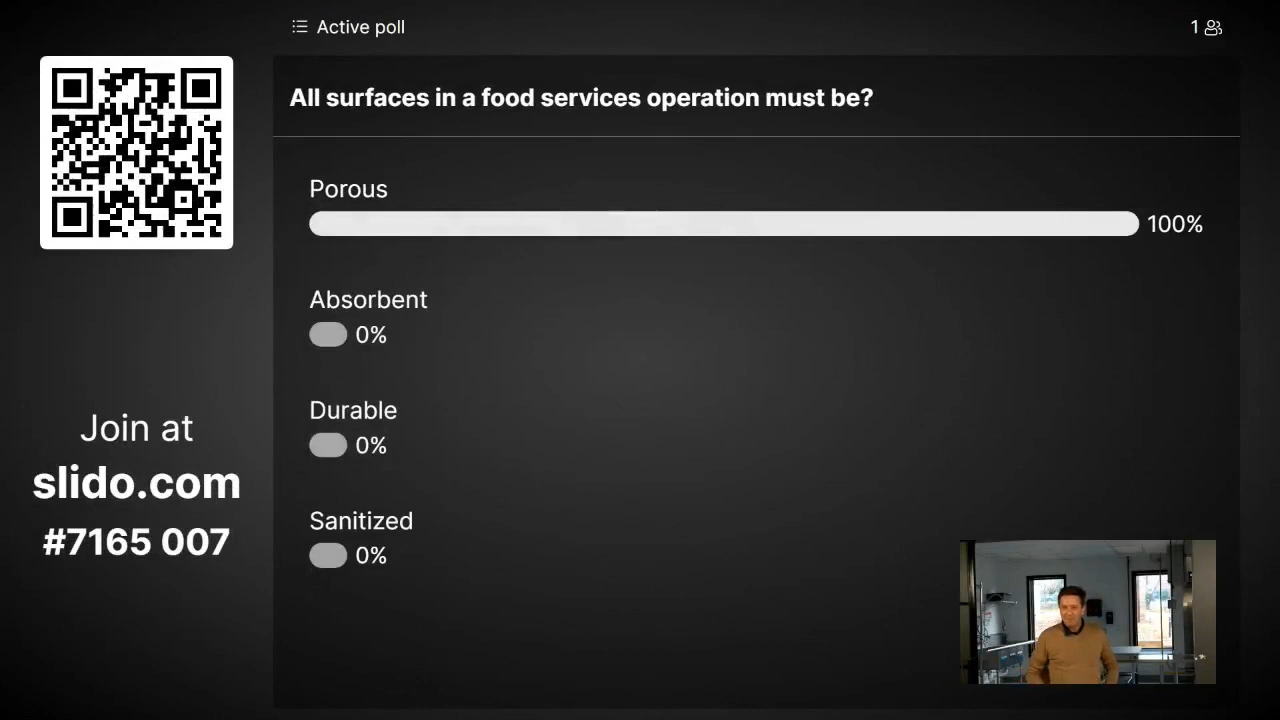 Active poll
1
All surfaces in a food services operation must be?
Porous
100%
Absorbent
0%
Durable
0%
Sanitized
0%
Join at
slido.com
#7165 007